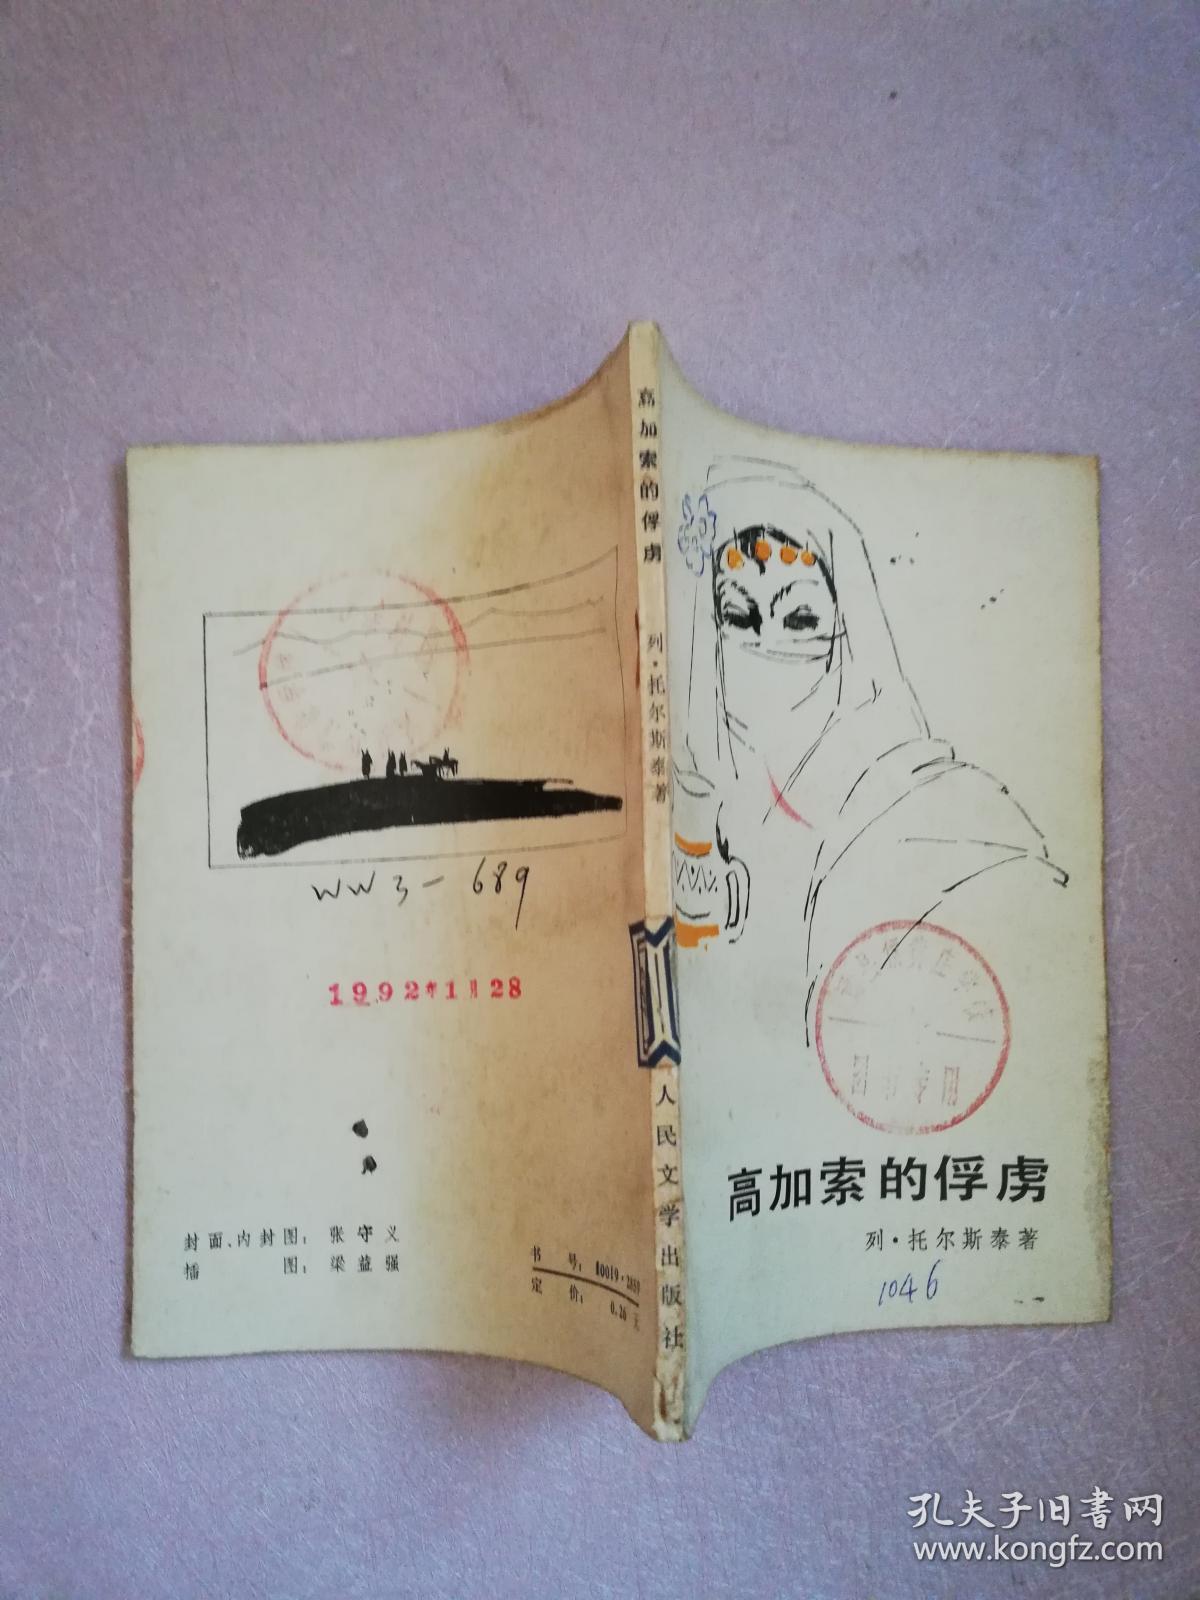 高加索的俘虏
列·托尔斯泰著
1046
高加索的俘虏
列·托尔斯泰著
人民文学出版社
WW3-689
1992年1月28
封面、内封图：张守义
插图：梁益强
书号：
定价：0.26元
孔夫子旧书网
www.kongfz.com